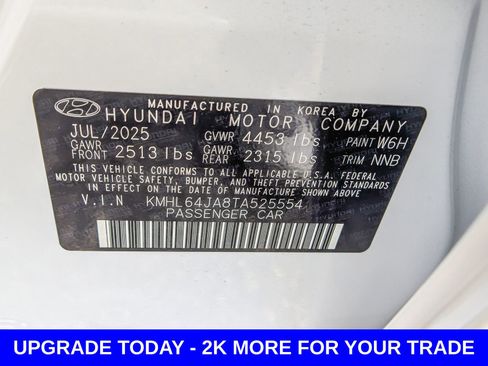 MANUFACTURED IN KOREA BY
HYUNDAI MOTOR COMPANY
JUL/2025 GVWR 4453 lbs PAINT W6H
GAWR FRONT 2513 lbs GAWR REAR 2315 lbs TRIM NNB
THIS VEHICLE CONFORMS TO ALL APPLICABLE U.S.A. FEDERAL
MOTOR VEHICLE SAFETY, BUMPER, AND THEFT PREVENTION STANDARDS
IN EFFECT ON THE DATE OF MANUFACTURE SHOWN ABOVE
V.I.N KMHL64JA8TA525554
PASSENGER CAR
UPGRADE TODAY - 2K MORE FOR YOUR TRADE